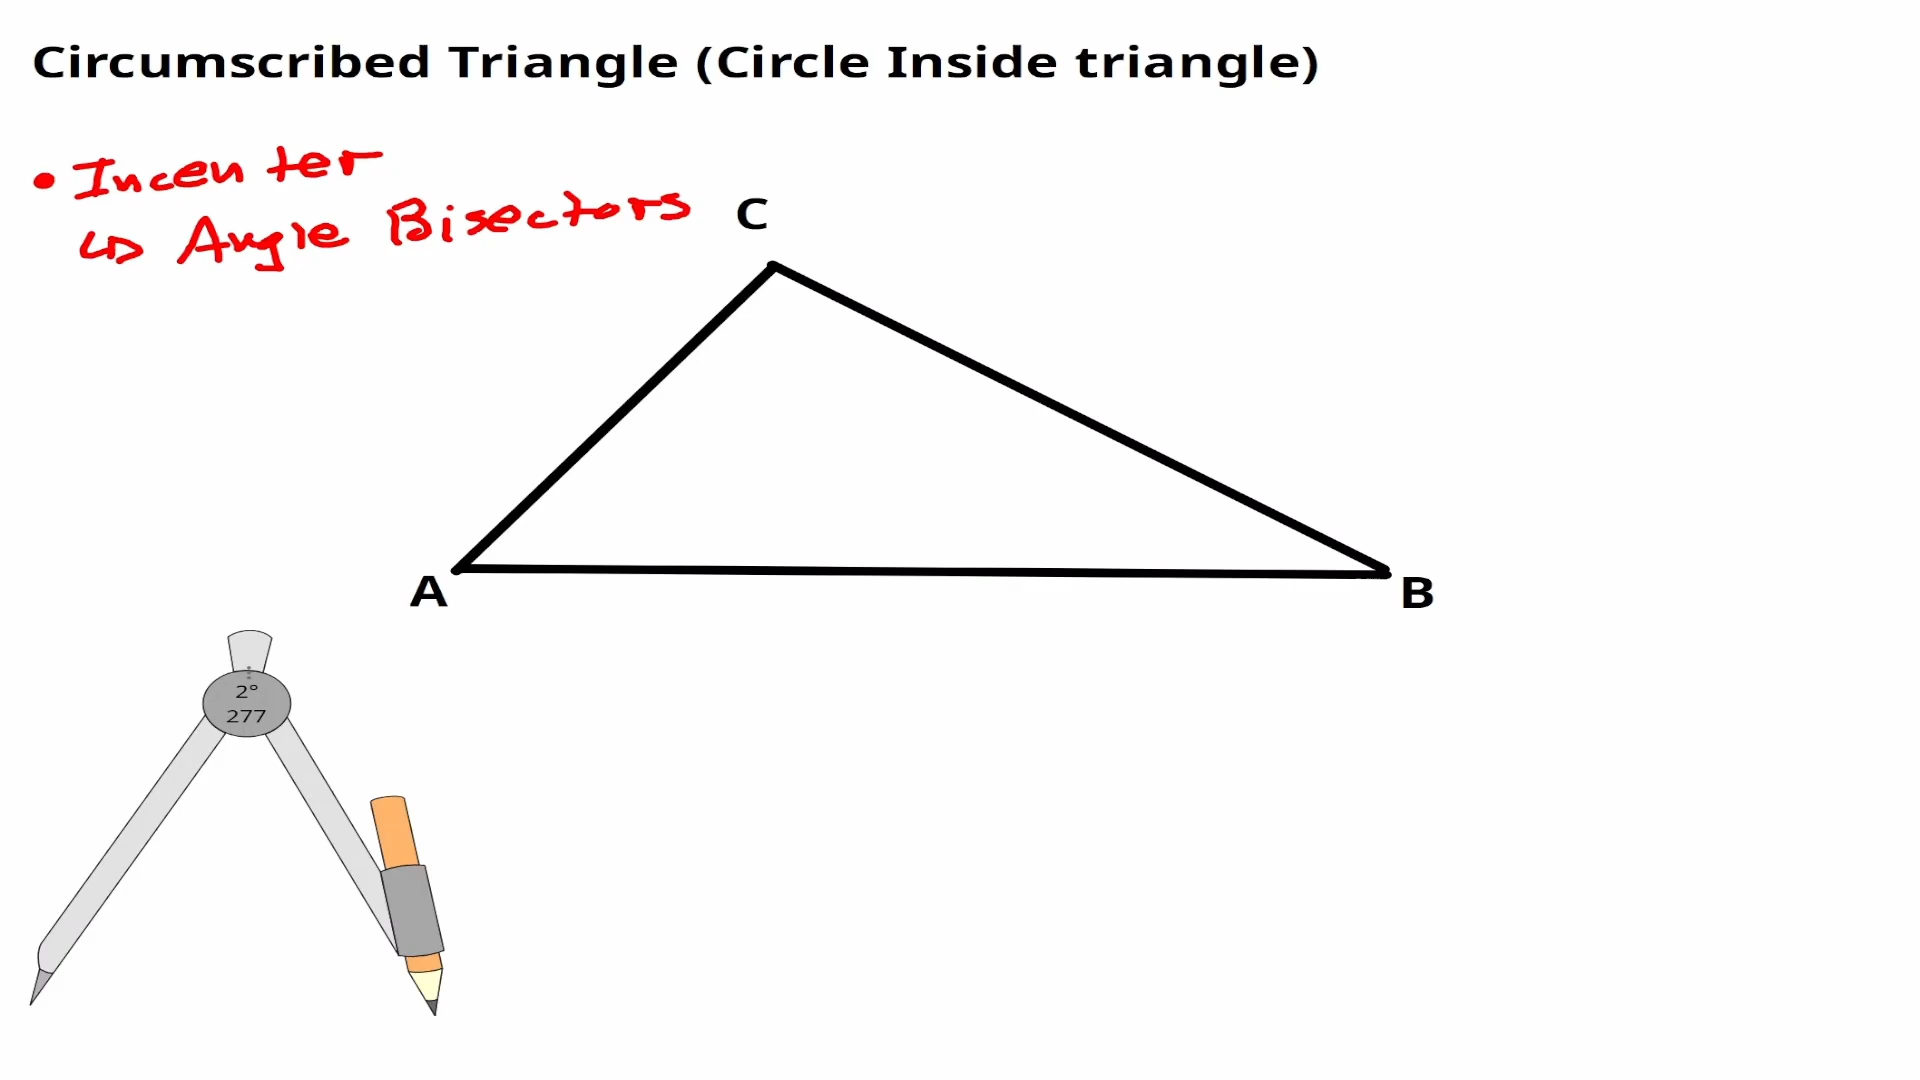 Circumscribed Triangle (Circle Inside triangle)
• Incenter
↳ Angle Bisectors
C
A
B
2°
277